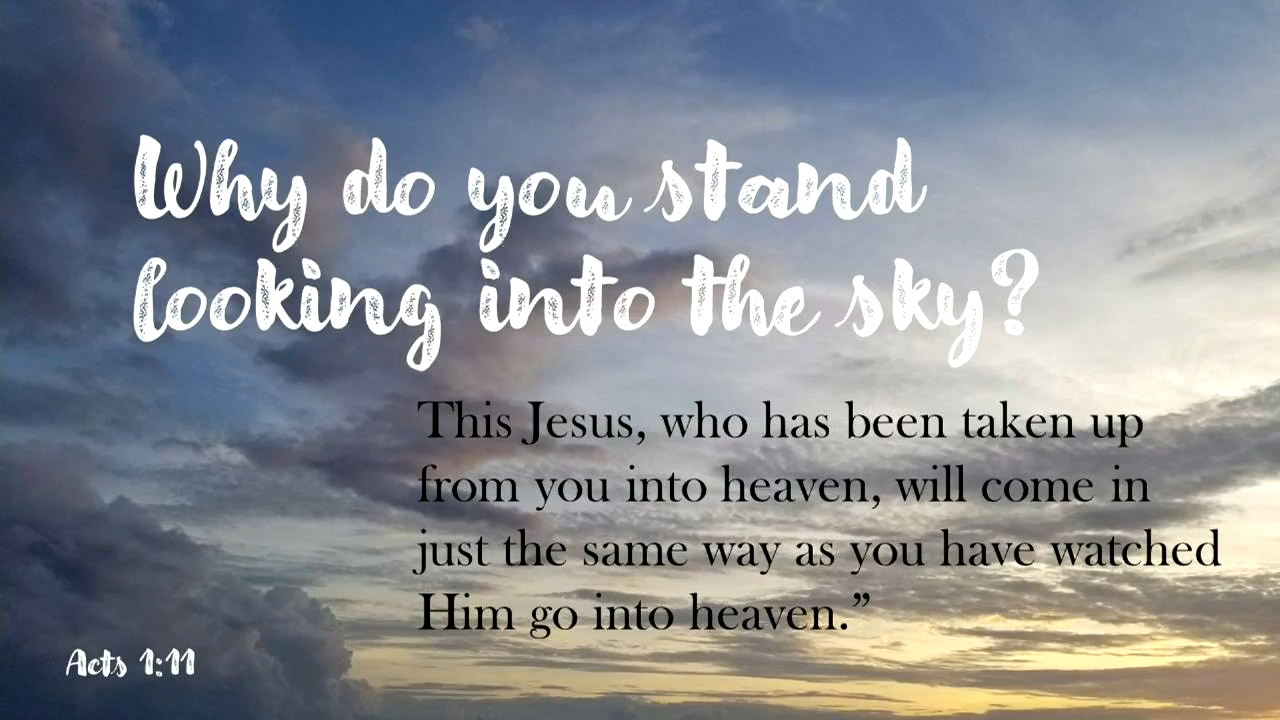 Why do you stand
looking into the sky?
This Jesus, who has been taken up
from you into heaven, will come in
just the same way as you have watched
Him go into heaven.”
Acts 1:11